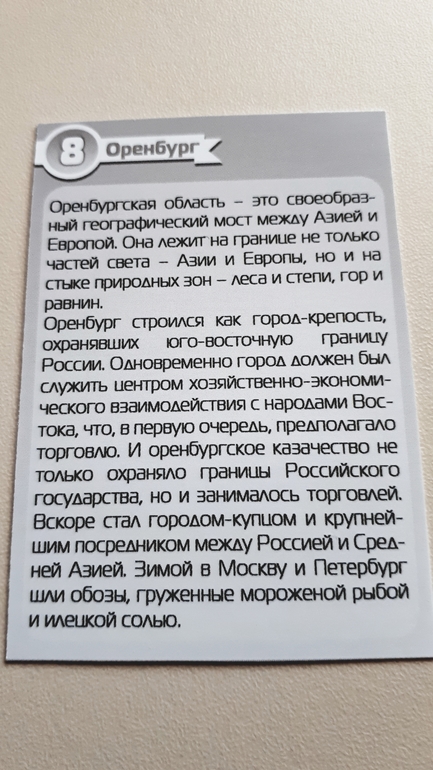 8 Оренбург
Оренбургская область – это своеобраз-
ный географический мост между Азией и
Европой. Она лежит на границе не только
частей света – Азии и Европы, но и на
стыке природных зон – леса и степи, гор и
равнин.
Оренбург строился как город-крепость,
охранявших юго-восточную границу
России. Одновременно город должен был
служить центром хозяйственно-экономи-
ческого взаимодействия с народами Вос-
тока, что, в первую очередь, предполагало
торговлю. И оренбургское казачество не
только охраняло границы Российского
государства, но и занималось торговлей.
Вскоре стал городом-купцом и крупней-
шим посредником между Россией и Сред-
ней Азией. Зимой в Москву и Петербург
шли обозы, груженные мороженой рыбой
и илецкой солью.